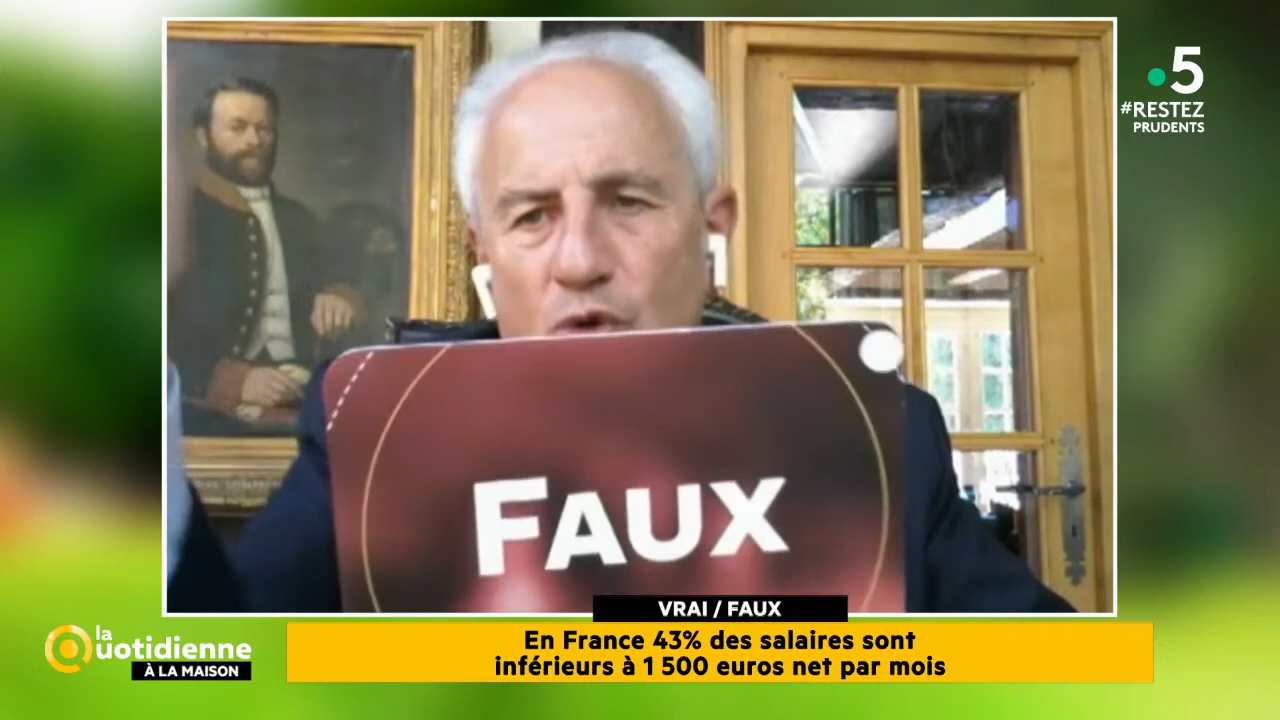 5
#RESTEZ
PRUDENTS
FAUX
VRAI / FAUX
En France 43% des salaires sont
inférieurs à 1 500 euros net par mois
la
Quotidienne
À LA MAISON